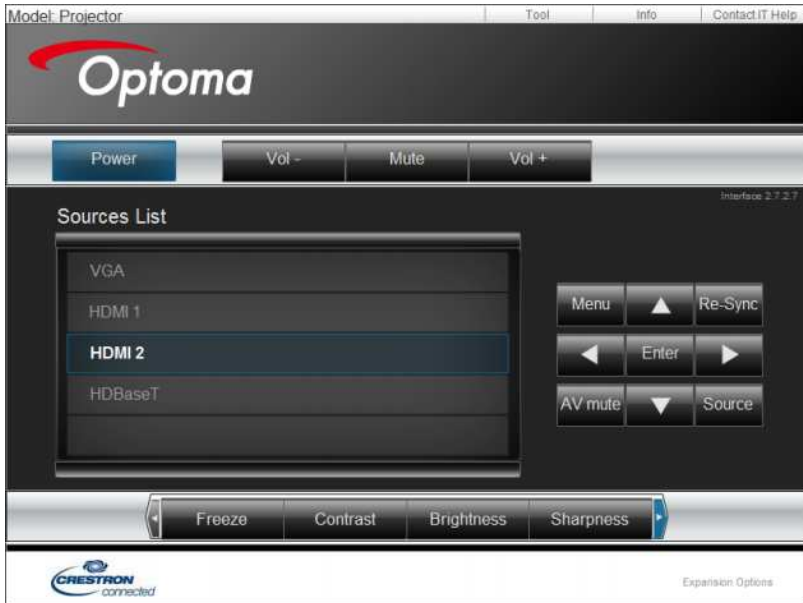 Model: Projector Tool Info Contact IT Help
Optoma
Power Vol - Mute Vol +
Interface 2.7.2.7
Sources List
VGA
HDMI 1
HDMI 2
HDBaseT
Menu Re-Sync
Enter
AV mute Source
Freeze Contrast Brightness Sharpness
CRESTRON
connected
Expansion Options